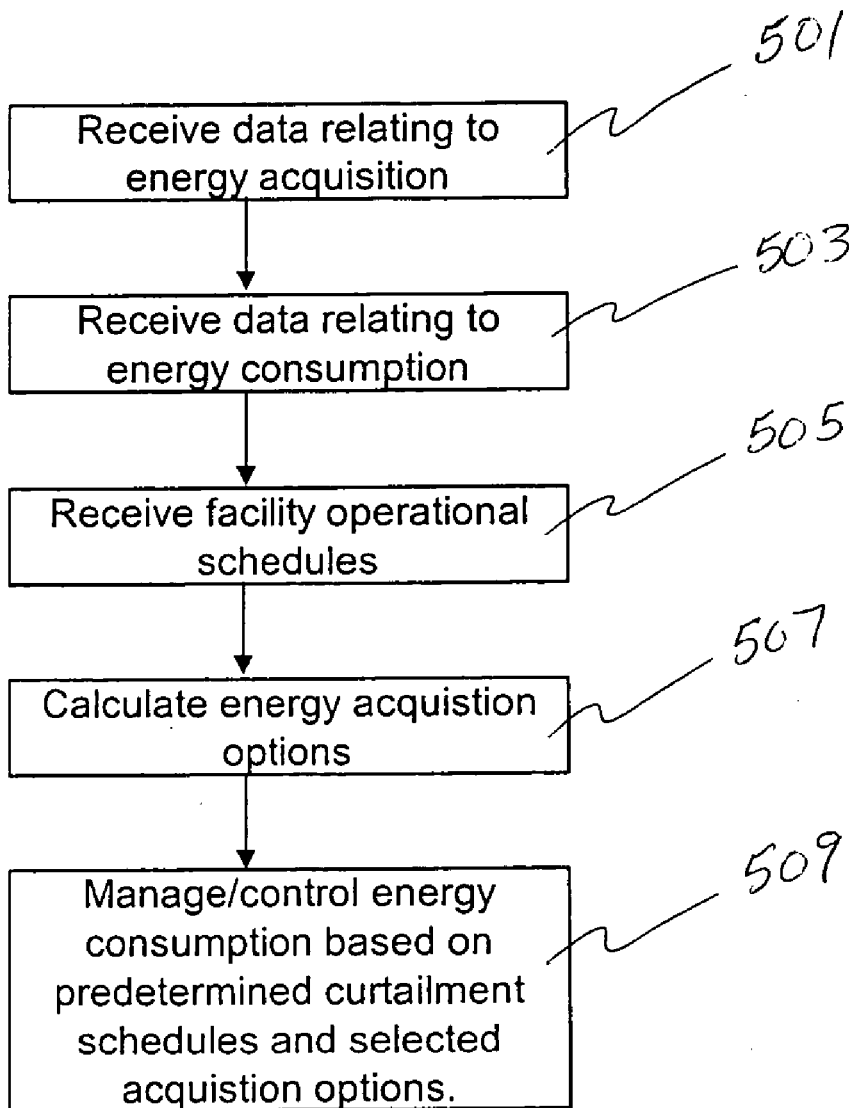 501
Receive data relating to
energy acquisition
503
Receive data relating to
energy consumption
505
Receive facility operational
schedules
507
Calculate energy acquistion
options
509
Manage/control energy
consumption based on
predetermined curtailment
schedules and selected
acquistion options.